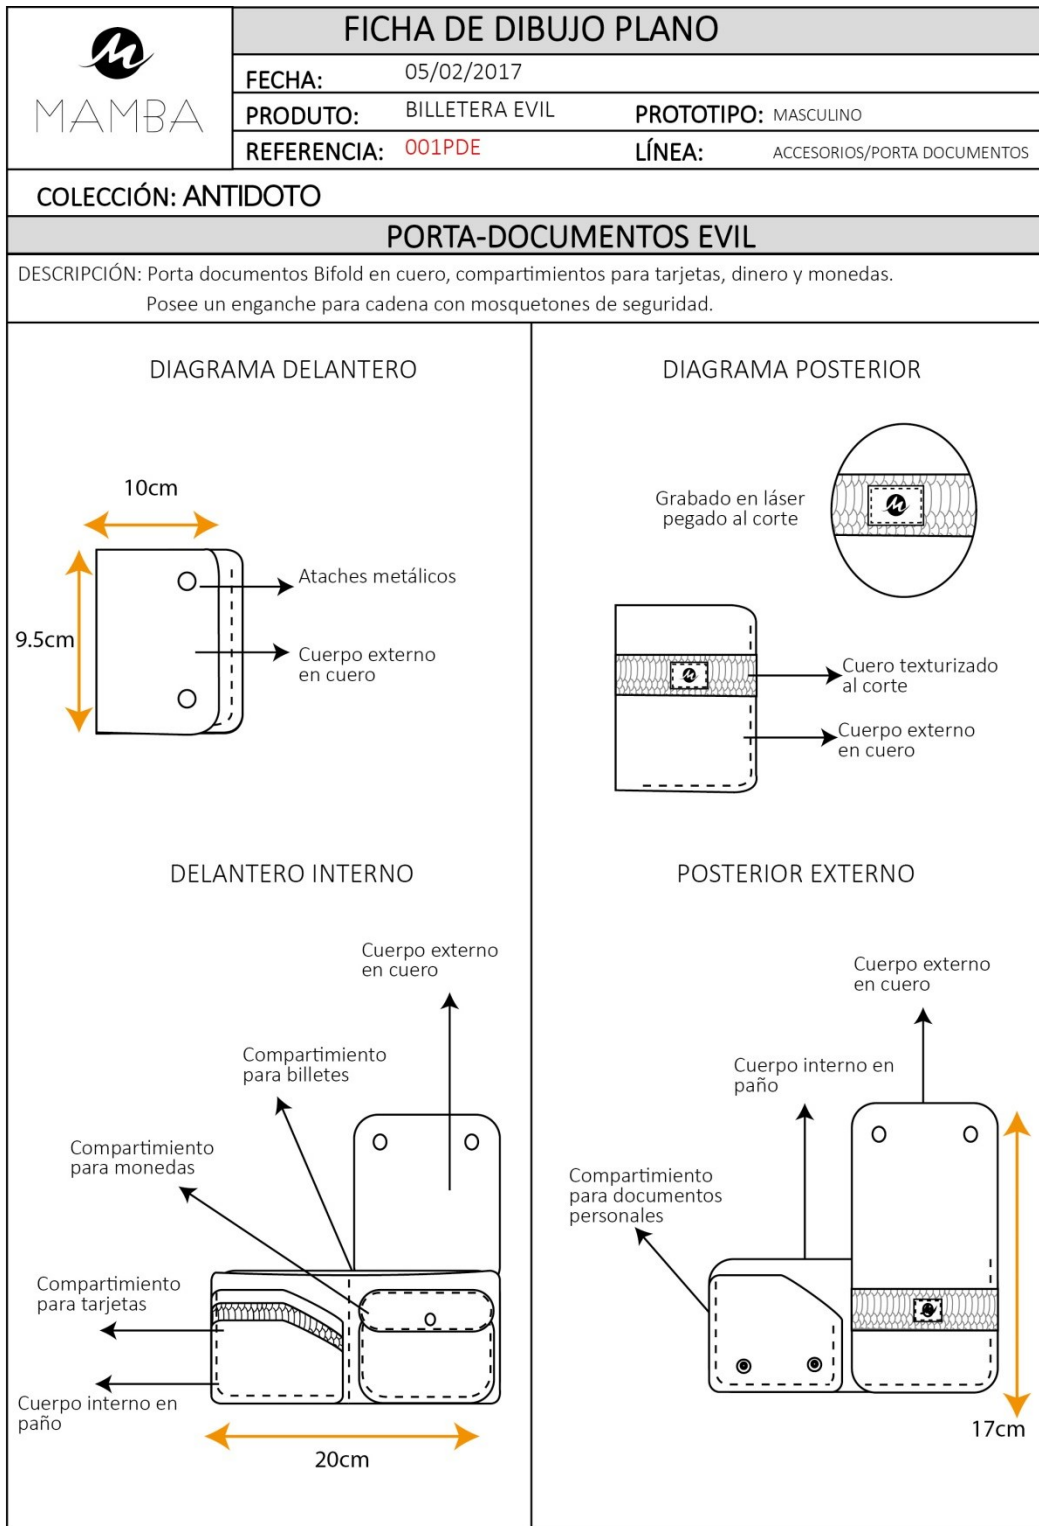 MAMBA
FICHA DE DIBUJO PLANO
FECHA: 05/02/2017
PRODUTO: BILLETERA EVIL PROTOTIPO: MASCULINO
REFERENCIA: 001PDE LÍNEA: ACCESORIOS/PORTA DOCUMENTOS
COLECCIÓN: ANTIDOTO
PORTA-DOCUMENTOS EVIL
DESCRIPCIÓN: Porta documentos Bifold en cuero, compartimientos para tarjetas, dinero y monedas.
Posee un enganche para cadena con mosquetones de seguridad.
DIAGRAMA DELANTERO
10cm
9.5cm
Ataches metálicos
Cuerpo externo
en cuero
DIAGRAMA POSTERIOR
Grabado en láser
pegado al corte
Cuero texturizado
al corte
Cuerpo externo
en cuero
DELANTERO INTERNO
Cuerpo externo
en cuero
Compartimiento
para billetes
Compartimiento
para monedas
Compartimiento
para tarjetas
Cuerpo interno en
paño
20cm
POSTERIOR EXTERNO
Cuerpo externo
en cuero
Cuerpo interno en
paño
Compartimiento
para documentos
personales
17cm